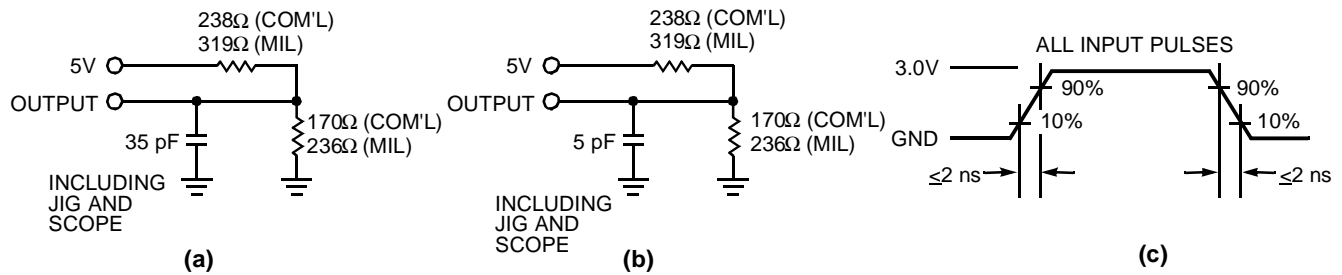 238Ω (COM'L)
319Ω (MIL)
5V
OUTPUT
35 pF
170Ω (COM'L)
236Ω (MIL)
INCLUDING
JIG AND
SCOPE
(a)
238Ω (COM'L)
319Ω (MIL)
5V
OUTPUT
5 pF
170Ω (COM'L)
236Ω (MIL)
INCLUDING
JIG AND
SCOPE
(b)
ALL INPUT PULSES
3.0V
90%
90%
10%
10%
GND
≤2 ns
≤2 ns
(c)